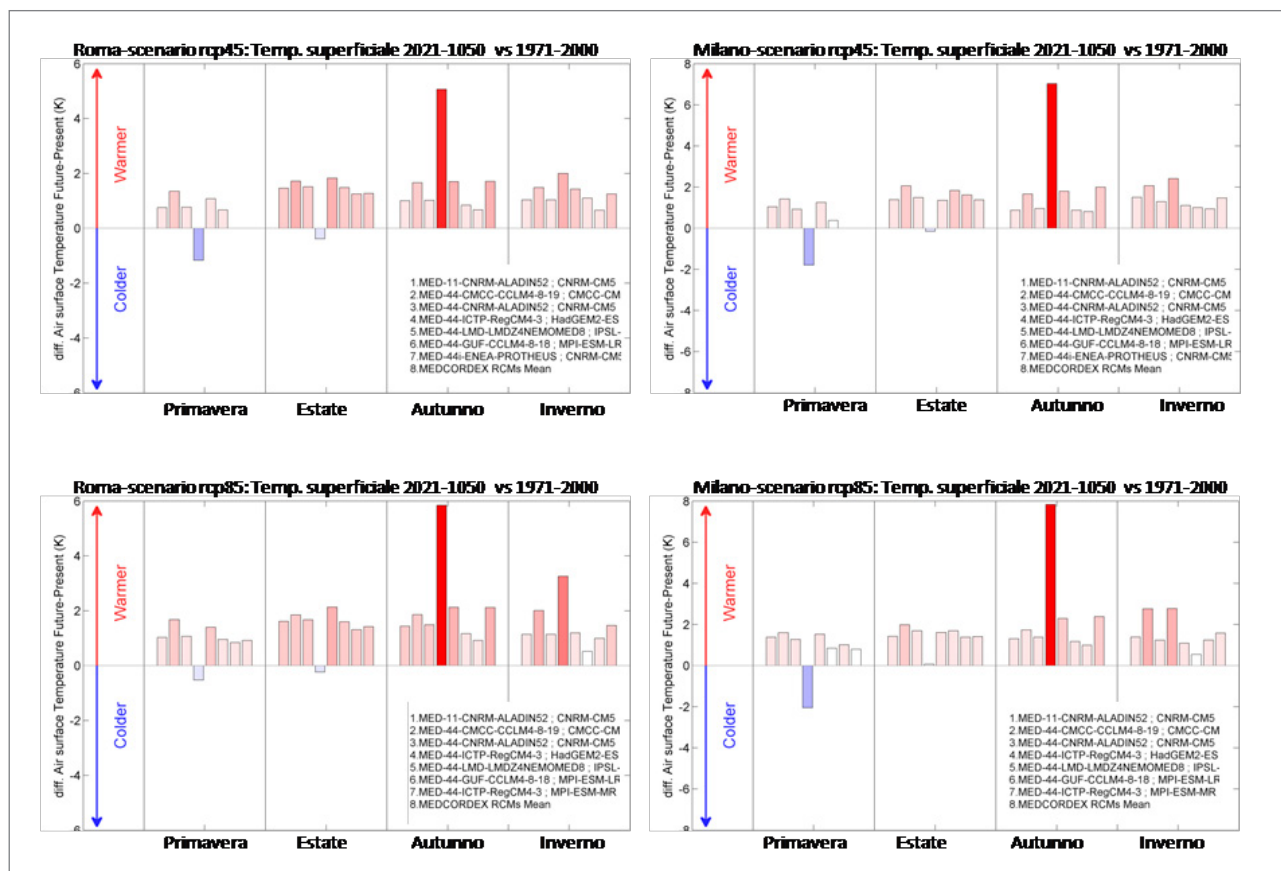 Roma-scenario rcp45: Temp. superficiale 2021-1050 vs 1971-2000
diff. Air surface Temperature Future-Present (K)
6
4
2
0
-2
-4
6
Warmer
Colder
1.MED-11-CNRM-ALADIN52 ; CNRM-CM5
2.MED-44-CMCC-CCLM4-8-19 ; CMCC-CM
3.MED-44-CNRM-ALADIN52 ; CNRM-CM5
4.MED-44-ICTP-RegCM4-3 ; HadGEM2-ES
5.MED-44-LMD-LMDZ4NEMOMED8 ; IPSL-
6.MED-44-GUF-CCLM4-8-18 ; MPI-ESM-LR
7.MED-44i-ENEA-PROTHEUS ; CNRM-CM5
8.MEDCORDEX RCMs Mean
Primavera Estate Autunno Inverno
Milano-scenario rcp45: Temp. superficiale 2021-1050 vs 1971-2000
diff. Air surface Temperature Future-Present (K)
8
6
4
2
0
-2
-4
-6
8
Warmer
Colder
1.MED-11-CNRM-ALADIN52 ; CNRM-CM5
2.MED-44-CMCC-CCLM4-8-19 ; CMCC-CM
3.MED-44-CNRM-ALADIN52 ; CNRM-CM5
4.MED-44-ICTP-RegCM4-3 ; HadGEM2-ES
5.MED-44-LMD-LMDZ4NEMOMED8 ; IPSL-
6.MED-44-GUF-CCLM4-8-18 ; MPI-ESM-LR
7.MED-44i-ENEA-PROTHEUS ; CNRM-CM5
8.MEDCORDEX RCMs Mean
Primavera Estate Autunno Inverno
Roma-scenario rcp85: Temp. superficiale 2021-1050 vs 1971-2000
diff. Air surface Temperature Future-Present (K)
6
4
2
0
-2
-4
6
Warmer
Colder
1.MED-11-CNRM-ALADIN52 ; CNRM-CM5
2.MED-44-CMCC-CCLM4-8-19 ; CMCC-CM
3.MED-44-CNRM-ALADIN52 ; CNRM-CM5
4.MED-44-ICTP-RegCM4-3 ; HadGEM2-ES
5.MED-44-LMD-LMDZ4NEMOMED8 ; IPSL-
6.MED-44-GUF-CCLM4-8-18 ; MPI-ESM-LR
7.MED-44-ICTP-RegCM4-3 ; MPI-ESM-MR
8.MEDCORDEX RCMs Mean
Primavera Estate Autunno Inverno
Milano-scenario rcp85: Temp. superficiale 2021-1050 vs 1971-2000
diff. Air surface Temperature Future-Present (K)
8
6
4
2
0
-2
-4
-6
8
Warmer
Colder
1.MED-11-CNRM-ALADIN52 ; CNRM-CM5
2.MED-44-CMCC-CCLM4-8-19 ; CMCC-CM
3.MED-44-CNRM-ALADIN52 ; CNRM-CM5
4.MED-44-ICTP-RegCM4-3 ; HadGEM2-ES
5.MED-44-LMD-LMDZ4NEMOMED8 ; IPSL-
6.MED-44-GUF-CCLM4-8-18 ; MPI-ESM-LR
7.MED-44-ICTP-RegCM4-3 ; MPI-ESM-MR
8.MEDCORDEX RCMs Mean
Primavera Estate Autunno Inverno